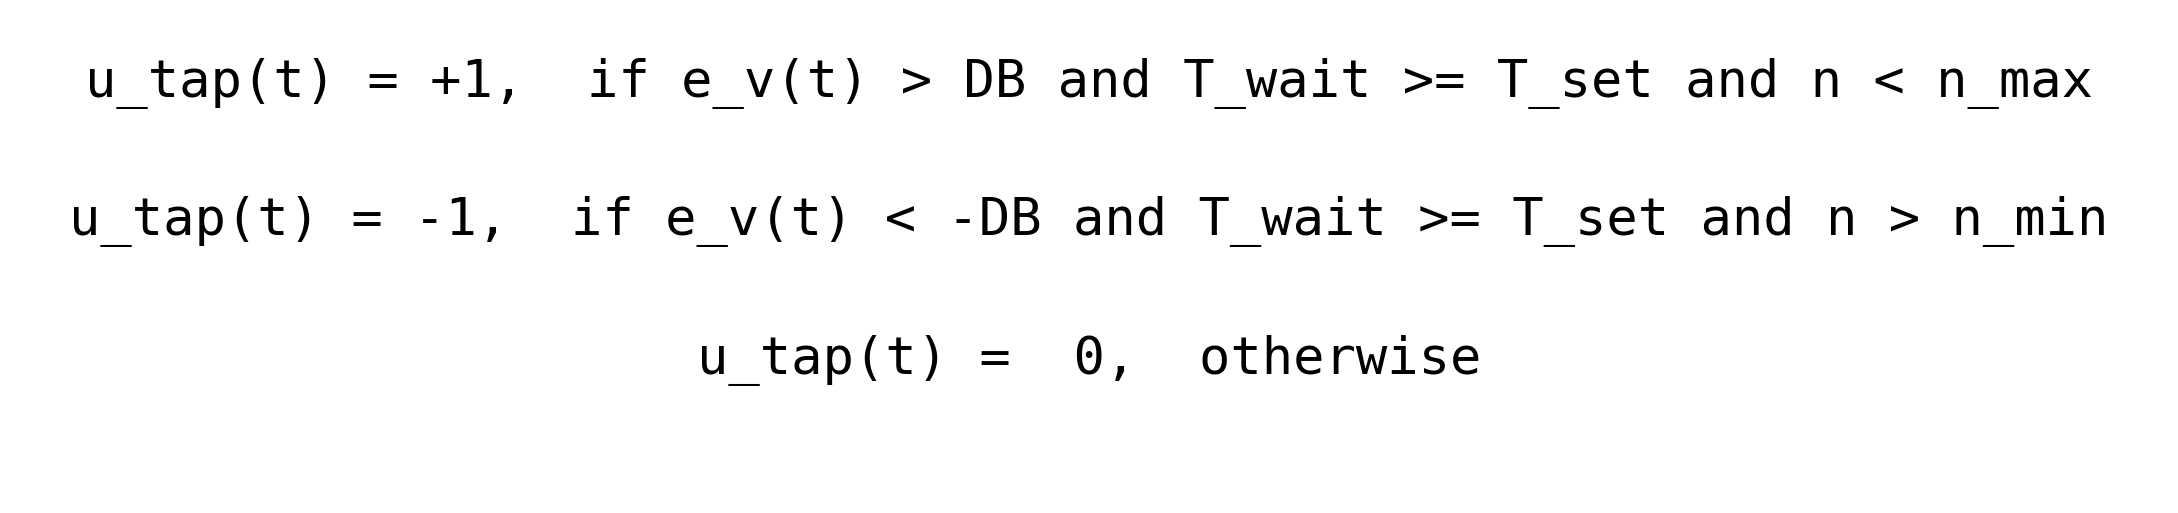 u_tap(t) = +1,  if e_v(t) > DB and T_wait >= T_set and n < n_max
u_tap(t) = -1,  if e_v(t) < -DB and T_wait >= T_set and n > n_min
u_tap(t) =  0,  otherwise